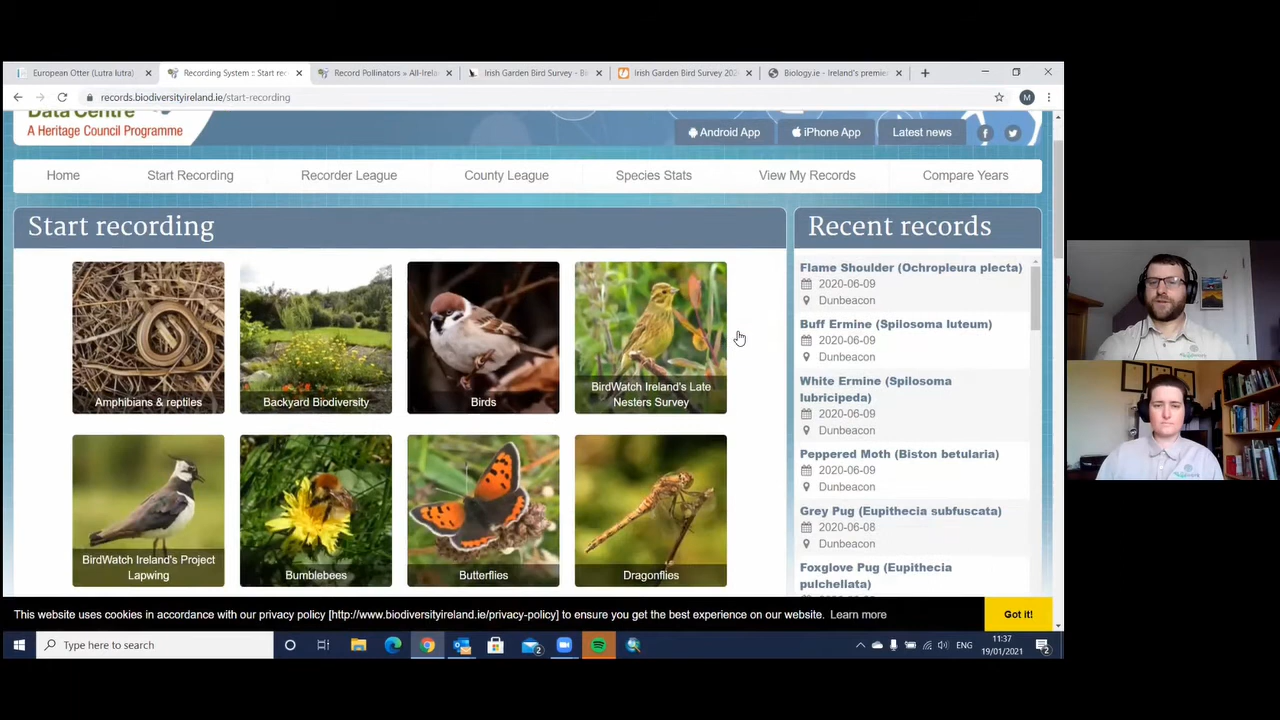 European Otter (Lutra lutra)
Recording System :: Start rec
Record Pollinators » All-Irela
Irish Garden Bird Survey - Bi
Irish Garden Bird Survey 202
Biology.ie - Ireland's premie
records.biodiversityireland.ie/start-recording
M
Data Centre
A Heritage Council Programme
Android App
iPhone App
Latest news
Home
Start Recording
Recorder League
County League
Species Stats
View My Records
Compare Years
Start recording
Amphibians & reptiles
Backyard Biodiversity
Birds
BirdWatch Ireland's Late
Nesters Survey
BirdWatch Ireland's Project
Lapwing
Bumblebees
Butterflies
Dragonflies
Recent records
Flame Shoulder (Ochropleura plecta)
2020-06-09
Dunbeacon
Buff Ermine (Spilosoma luteum)
2020-06-09
Dunbeacon
White Ermine (Spilosoma
lubricipeda)
2020-06-09
Dunbeacon
Peppered Moth (Biston betularia)
2020-06-09
Dunbeacon
Grey Pug (Eupithecia subfuscata)
2020-06-08
Dunbeacon
Foxglove Pug (Eupithecia
pulchellata)
This website uses cookies in accordance with our privacy policy [http://www.biodiversityireland.ie/privacy-policy] to ensure you get the best experience on our website. Learn more
Got it!
Type here to search
2
ENG
11:37
19/01/2021
2